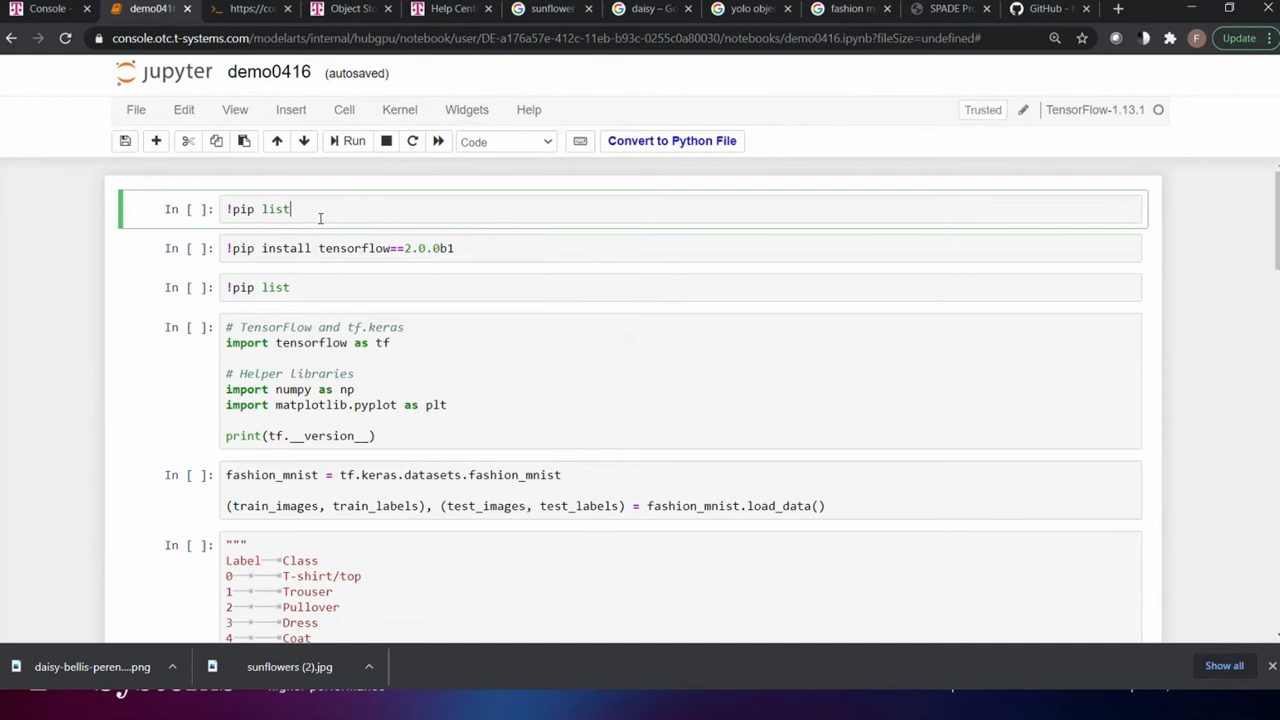 Console -
demo041
https://co
Object Sto
Help Cent
sunflower
daisy – Go
yolo obje
fashion m
SPADE Pr
GitHub - N
console.otc.t-systems.com/modelarts/internal/hubgpu/notebook/user/DE-a176a57e-412c-11eb-b93c-0255c0a80030/notebooks/demo0416.ipynb?fileSize=undefined#
F
Update
jupyter demo0416 (autosaved)
File Edit View Insert Cell Kernel Widgets Help
Trusted TensorFlow-1.13.1
Run Code Convert to Python File
In [ ]: !pip list
In [ ]: !pip install tensorflow==2.0.0b1
In [ ]: !pip list
In [ ]: # TensorFlow and tf.keras
import tensorflow as tf
# Helper libraries
import numpy as np
import matplotlib.pyplot as plt
print(tf.__version__)
In [ ]: fashion_mnist = tf.keras.datasets.fashion_mnist
(train_images, train_labels), (test_images, test_labels) = fashion_mnist.load_data()
In [ ]: """
Label Class
0 T-shirt/top
1 Trouser
2 Pullover
3 Dress
4 Coat
daisy-bellis-peren....png
sunflowers (2).jpg
Show all